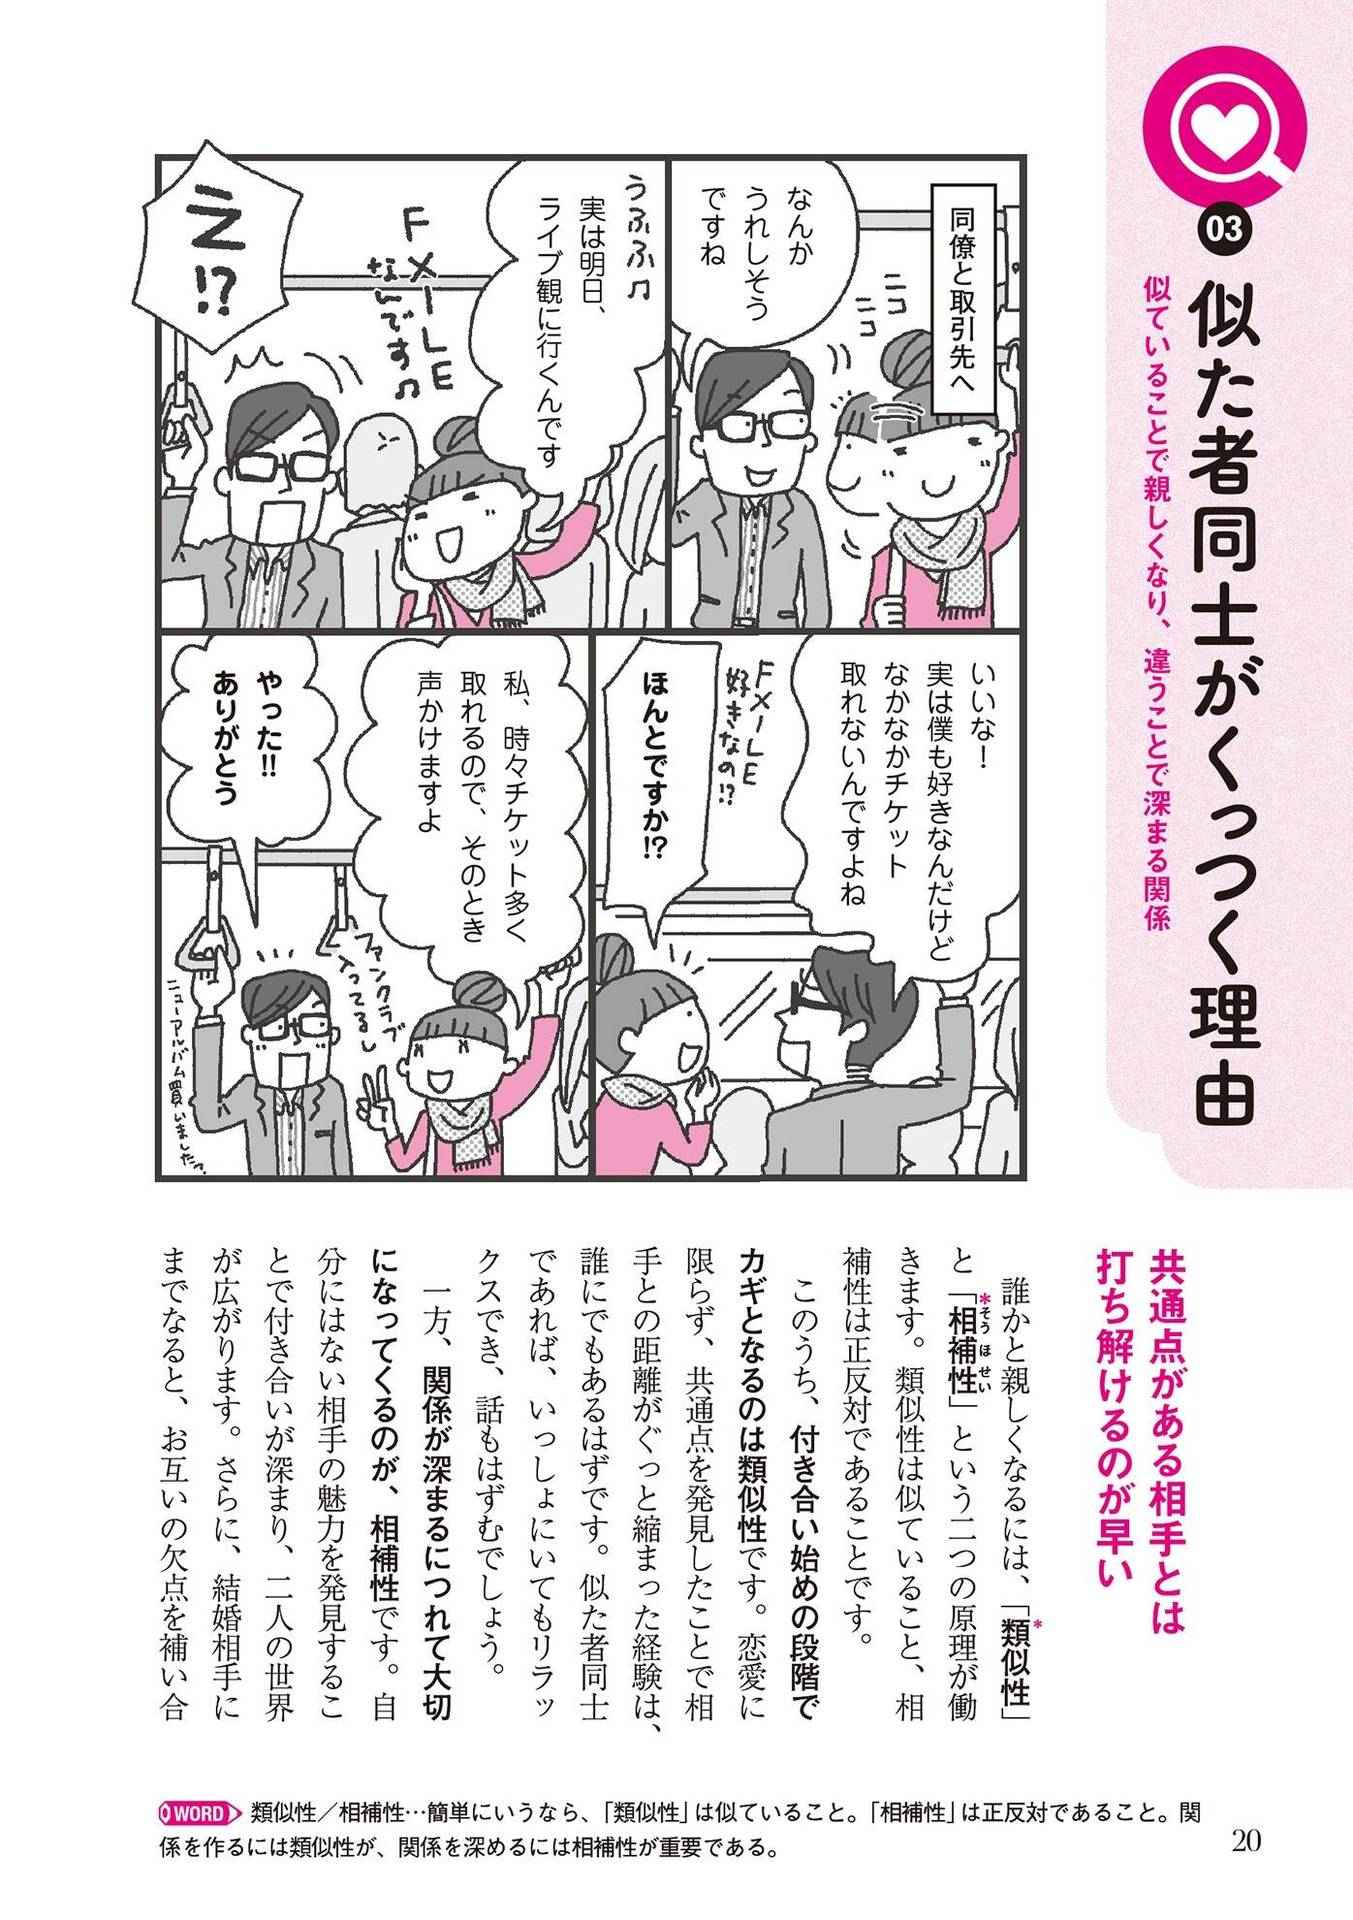 03
似た者同士がくっつく理由
似ていることで親しくなり、違うことで深まる関係
同僚と取引先へ
ニコ
ニコ
なんか
うれしそう
ですね
うふふ♫
実は明日、
ライブ観に行くんです
FXILE
なんです♫
え!?
いいな!
実は僕も好きなんだけど
なかなかチケット
取れないんですよね
FXILE
好きなの!?
ほんとですか!?
私、時々チケット多く
取れるので、そのとき
声かけますよ
ファンクラブ
入ってるし
やった!!
ありがとう
ニューアルバム買いましたっ
共通点がある相手とは
打ち解けるのが早い
誰かと親しくなるには、「類似性」
*
と「相補性」という二つの原理が働
*そうほせい
きます。類似性は似ていること、相
補性は正反対であることです。
このうち、付き合い始めの段階で
カギとなるのは類似性です。恋愛に
限らず、共通点を発見したことで相
手との距離がぐっと縮まった経験は、
誰にでもあるはずです。似た者同士
であれば、いっしょにいてもリラッ
クスでき、話もはずむでしょう。
一方、関係が深まるにつれて大切
になってくるのが、相補性です。自
分にはない相手の魅力を発見するこ
とで付き合いが深まり、二人の世界
が広がります。さらに、結婚相手に
までなると、お互いの欠点を補い合
WORD 類似性／相補性…簡単にいうなら、「類似性」は似ていること。「相補性」は正反対であること。関
係を作るには類似性が、関係を深めるには相補性が重要である。
20